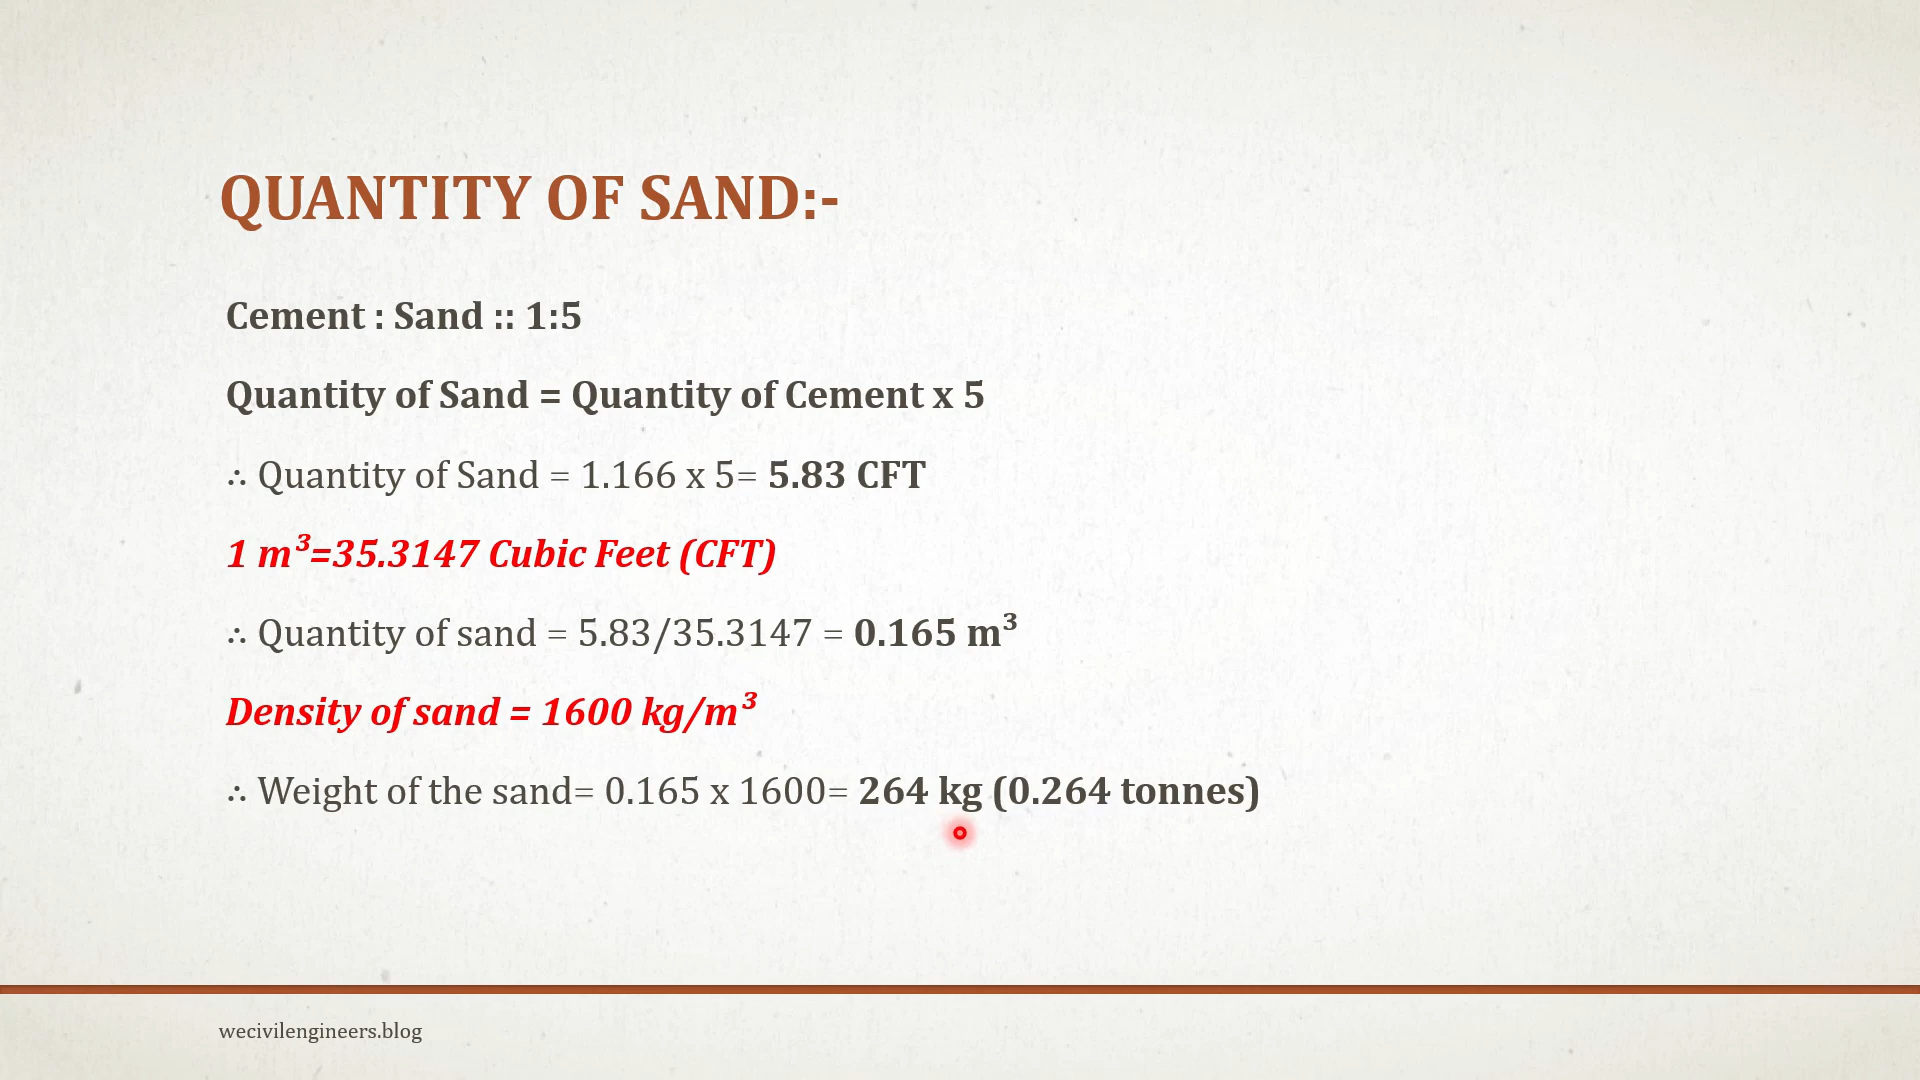 QUANTITY OF SAND:-
Cement : Sand :: 1:5
Quantity of Sand = Quantity of Cement x 5
∴ Quantity of Sand = 1.166 x 5= 5.83 CFT
1 m³=35.3147 Cubic Feet (CFT)
∴ Quantity of sand = 5.83/35.3147 = 0.165 m³
Density of sand = 1600 kg/m³
∴ Weight of the sand= 0.165 x 1600= 264 kg (0.264 tonnes)
wecivilengineers.blog